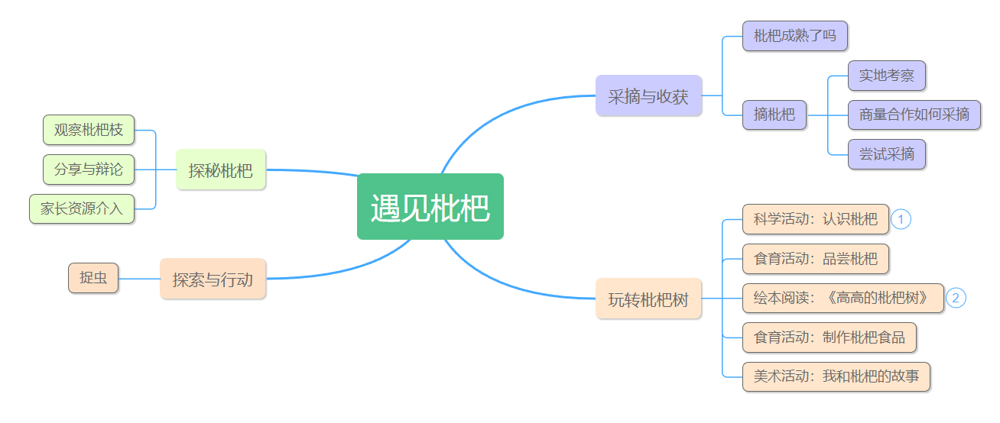 遇见枇杷
采摘与收获
枇杷成熟了吗
摘枇杷
实地考察
商量合作如何采摘
尝试采摘
玩转枇杷树
科学活动：认识枇杷
1
食育活动：品尝枇杷
绘本阅读：《高高的枇杷树》
2
食育活动：制作枇杷食品
美术活动：我和枇杷的故事
探秘枇杷
观察枇杷枝
分享与辩论
家长资源介入
探索与行动
捉虫